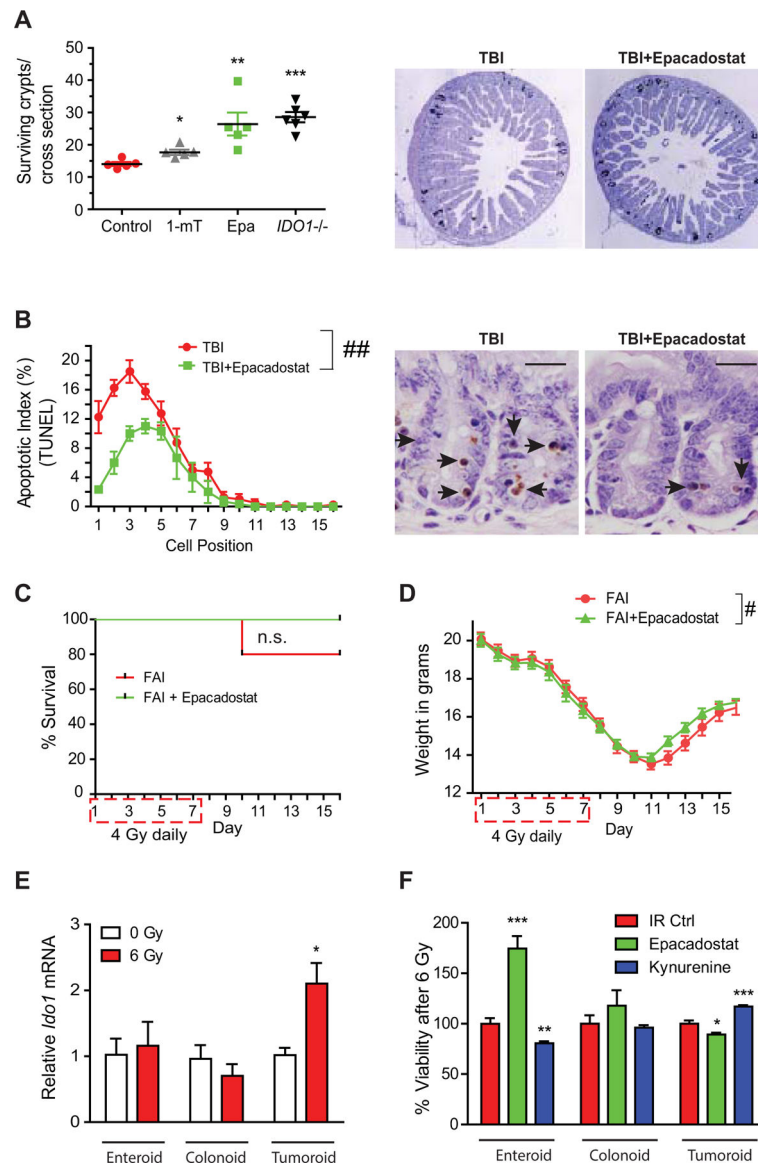 A
Surviving crypts/
cross section
50
40
30
20
10
0
*
**
***
Control 1-mT Epa IDO1-/-
TBI TBI+Epacadostat
B
Apoptotic Index (%)
(TUNEL)
20
16
12
8
4
0
TBI
TBI+Epacadostat
##
1 3 5 7 9 11 13 15
Cell Position
TBI TBI+Epacadostat
C
% Survival
100
80
60
40
20
0
n.s.
FAI
FAI + Epacadostat
1 3 5 7 9 11 13 15
4 Gy daily Day
D
FAI
FAI+Epacadostat
#
Weight in grams
20
18
16
14
12
1 3 5 7 9 11 13 15
4 Gy daily Day
E
Relative Ido1 mRNA
3
2
1
0
0 Gy
6 Gy
*
Enteroid Colonoid Tumoroid
F
% Viability after 6 Gy
200
150
100
50
0
IR Ctrl
Epacadostat
Kynurenine
***
**
*
***
Enteroid Colonoid Tumoroid